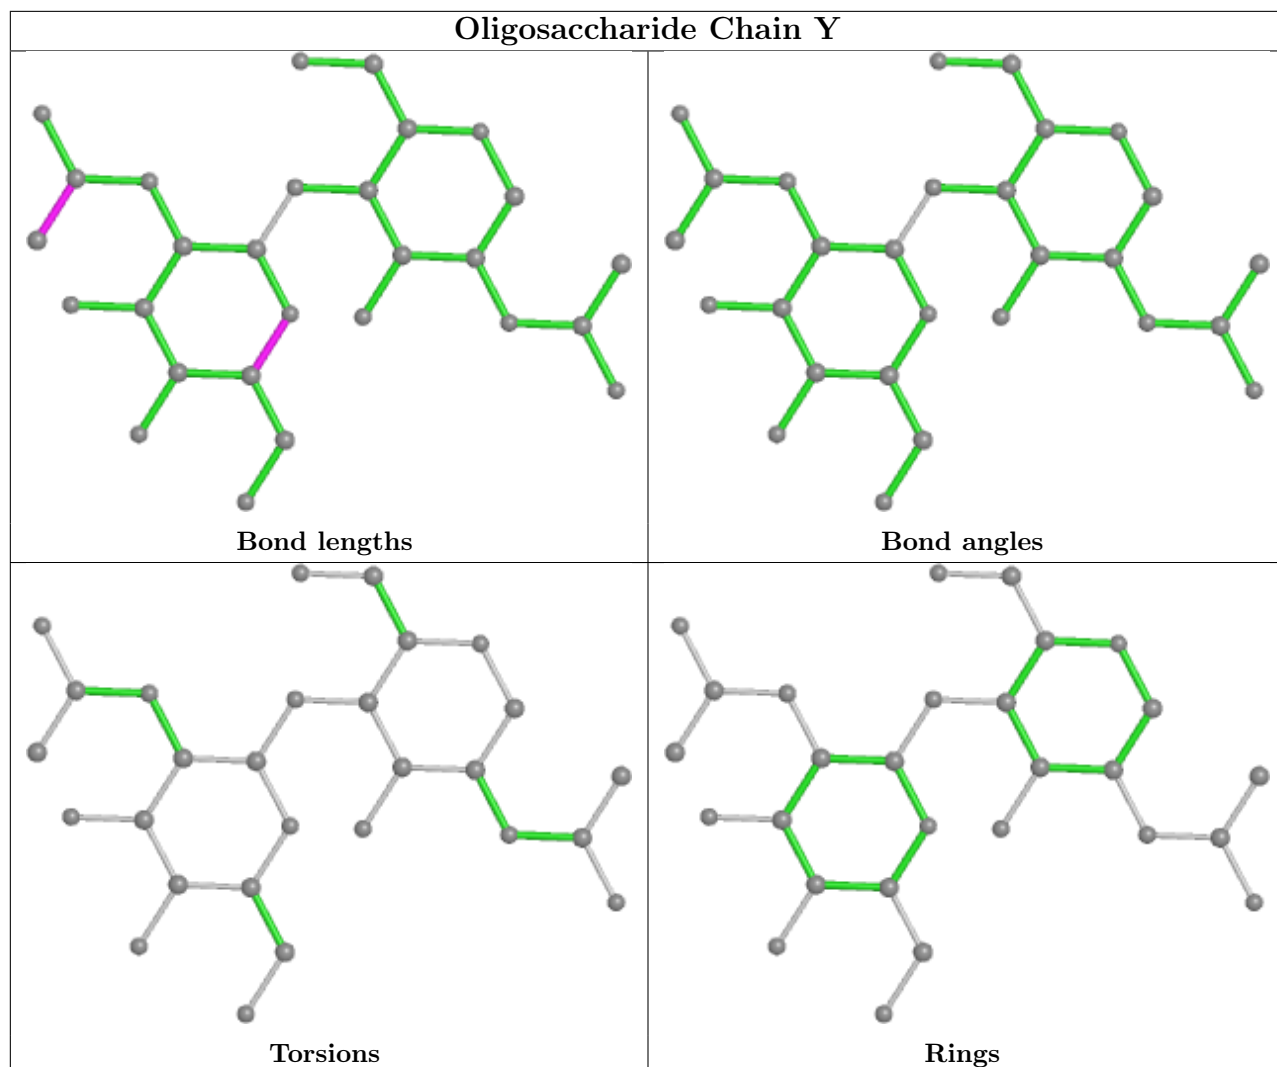 Oligosaccharide Chain Y
Bond lengths
Bond angles
Torsions
Rings